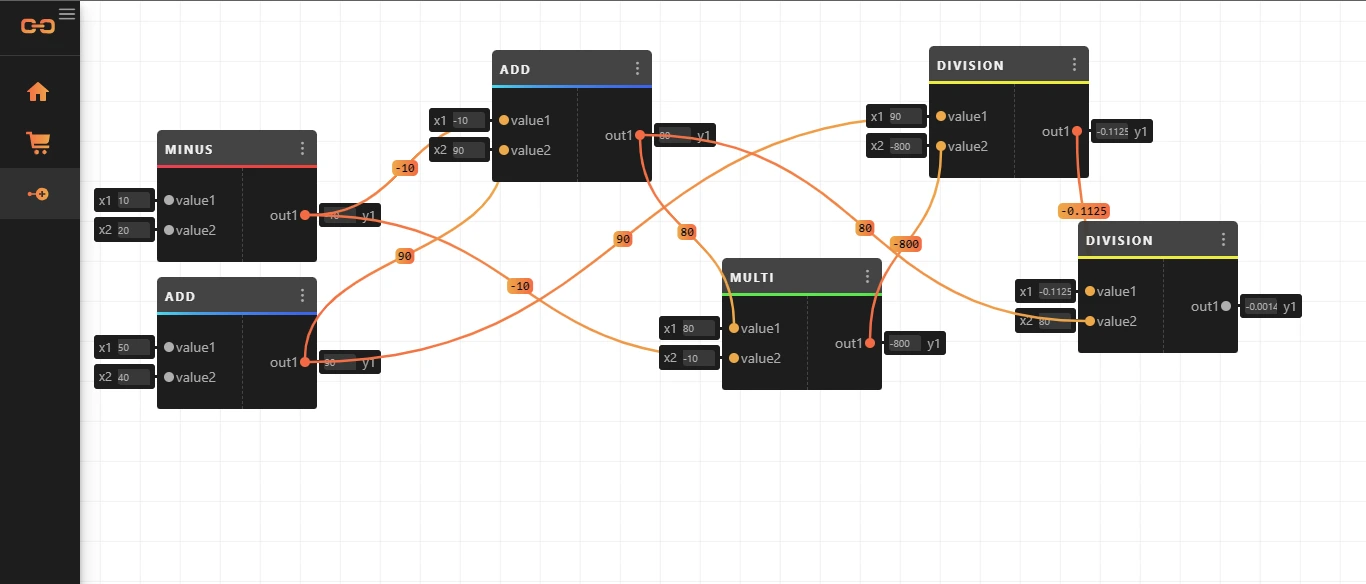 MINUS
x1 10
value1
x2 20
value2
out1
-10 y1
ADD
x1 50
value1
x2 40
value2
out1
90 y1
-10
90
-10
ADD
x1 -10
value1
x2 90
value2
out1
80 y1
90
80
MULTI
x1 80
value1
x2 -10
value2
out1
-800 y1
80
-800
DIVISION
x1 90
value1
x2 -800
value2
out1
-0.1125 y1
-0.1125
DIVISION
x1 -0.1125
value1
x2 80
value2
out1
-0.0014 y1